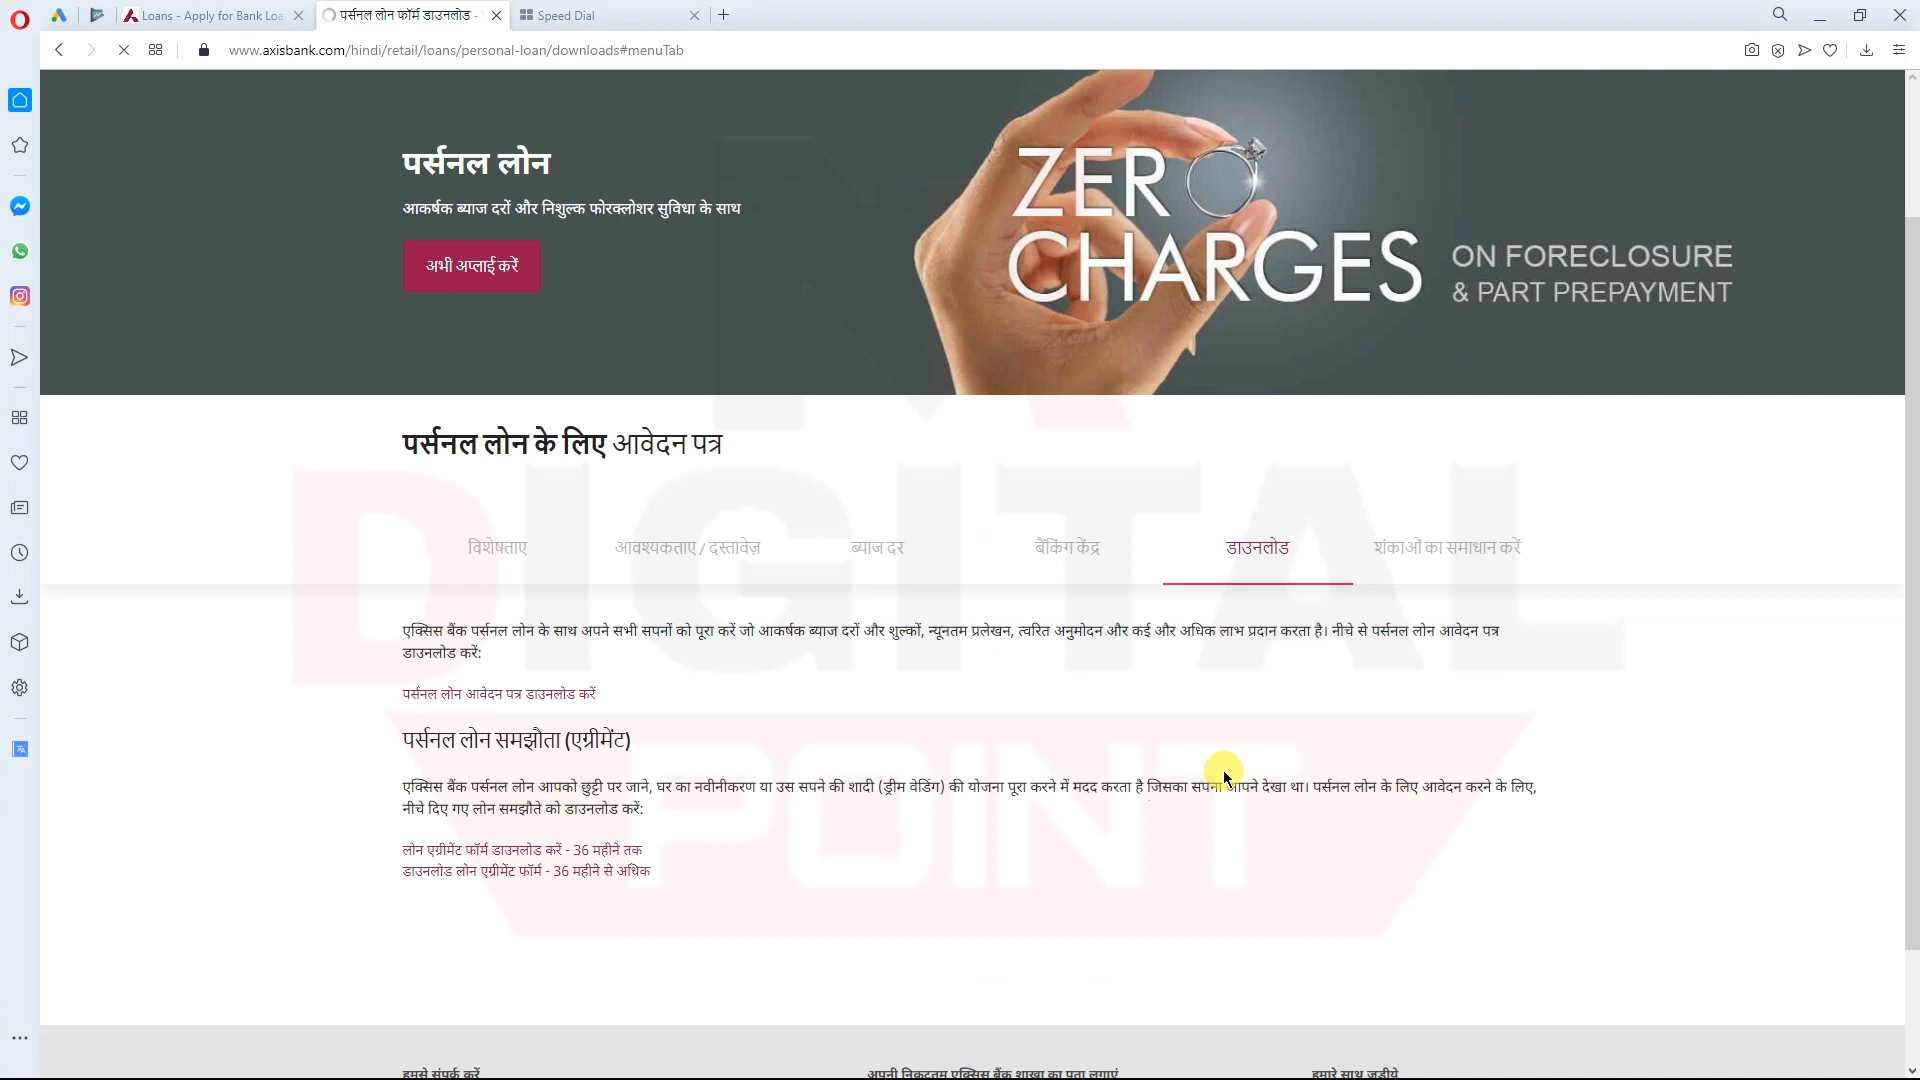 Loans - Apply for Bank Loa
पर्सनल लोन फॉर्म डाउनलोड -
Speed Dial
www.axisbank.com/hindi/retail/loans/personal-loan/downloads#menuTab
पर्सनल लोन
आकर्षक ब्याज दरों और निशुल्क फोरक्लोशर सुविधा के साथ
अभी अप्लाई करें
ZERO
CHARGES
ON FORECLOSURE
& PART PREPAYMENT
पर्सनल लोन के लिए आवेदन पत्र
विशेषताए
आवश्यकताए / दस्तावेज़
ब्याज दर
बैंकिंग केंद्र
डाउनलोड
शंकाओं का समाधान करें
एक्सिस बैंक पर्सनल लोन के साथ अपने सभी सपनों को पूरा करें जो आकर्षक ब्याज दरों और शुल्कों, न्यूनतम प्रलेखन, त्वरित अनुमोदन और कई और अधिक लाभ प्रदान करता है। नीचे से पर्सनल लोन आवेदन पत्र
डाउनलोड करें:
पर्सनल लोन आवेदन पत्र डाउनलोड करें
पर्सनल लोन समझौता (एग्रीमेंट)
एक्सिस बैंक पर्सनल लोन आपको छुट्टी पर जाने, घर का नवीनीकरण या उस सपने की शादी (ड्रीम वेडिंग) की योजना पूरा करने में मदद करता है जिसका सपना आपने देखा था। पर्सनल लोन के लिए आवेदन करने के लिए,
नीचे दिए गए लोन समझौते को डाउनलोड करें:
लोन एग्रीमेंट फॉर्म डाउनलोड करें - 36 महीने तक
डाउनलोड लोन एग्रीमेंट फॉर्म - 36 महीने से अधिक
DIGITAL
POINT
हमसे संपर्क करें
अपनी निकटतम एक्सिस बैंक शाखा का पता लगाएं
हमारे साथ जुड़ीये